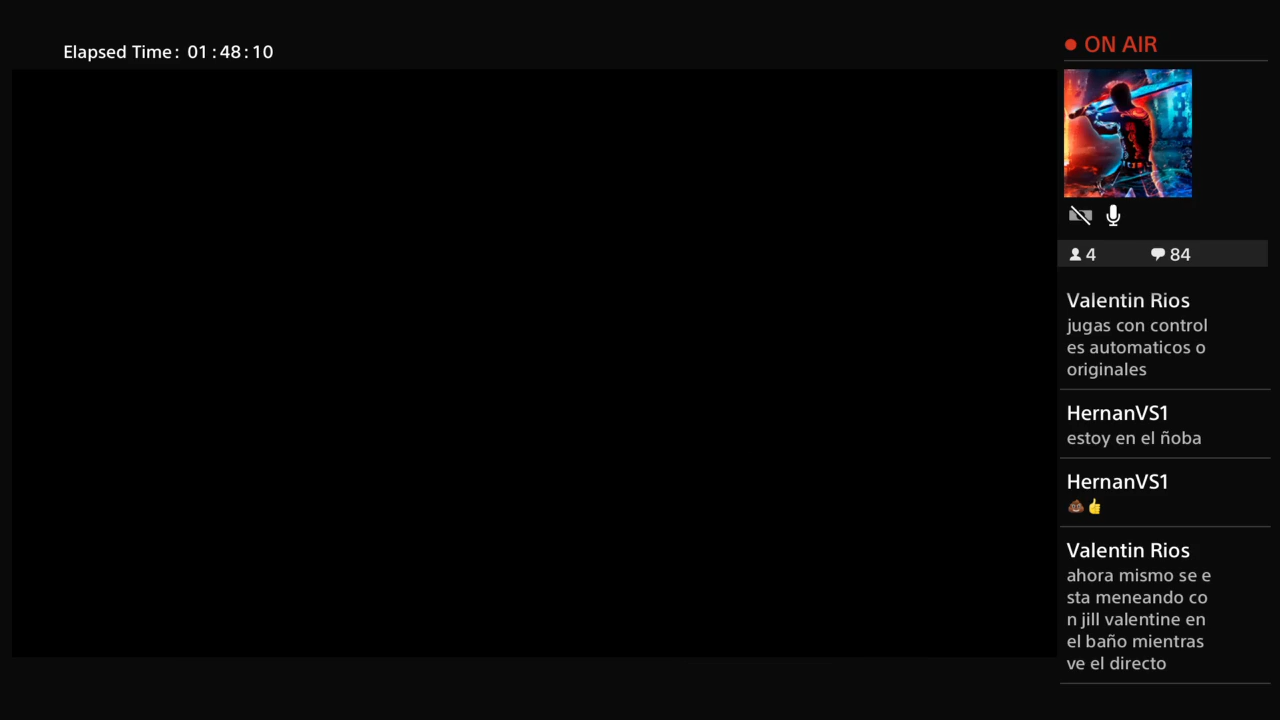 Elapsed Time: 01:48:10
ON AIR
4 84
Valentin Rios
jugas con control
es automaticos o
originales
HernanVS1
estoy en el ñoba
HernanVS1
💩👍
Valentin Rios
ahora mismo se e
sta meneando co
n jill valentine en
el baño mientras
ve el directo